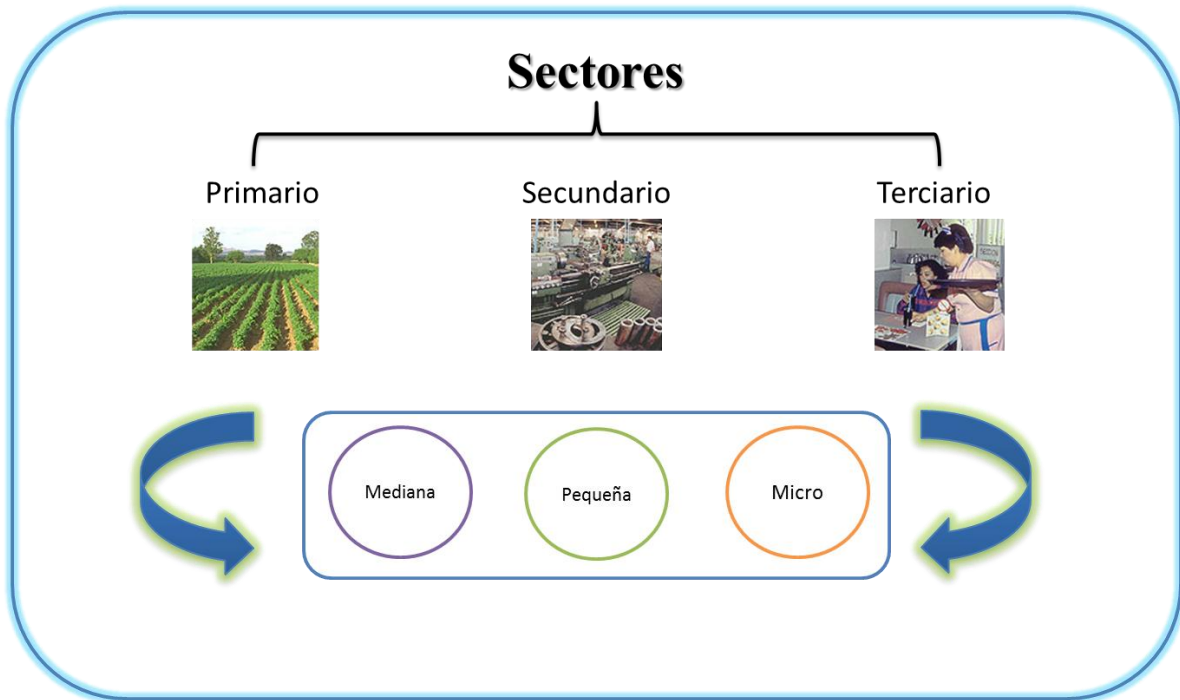 Sectores
Primario
Secundario
Terciario
Mediana
Pequeña
Micro